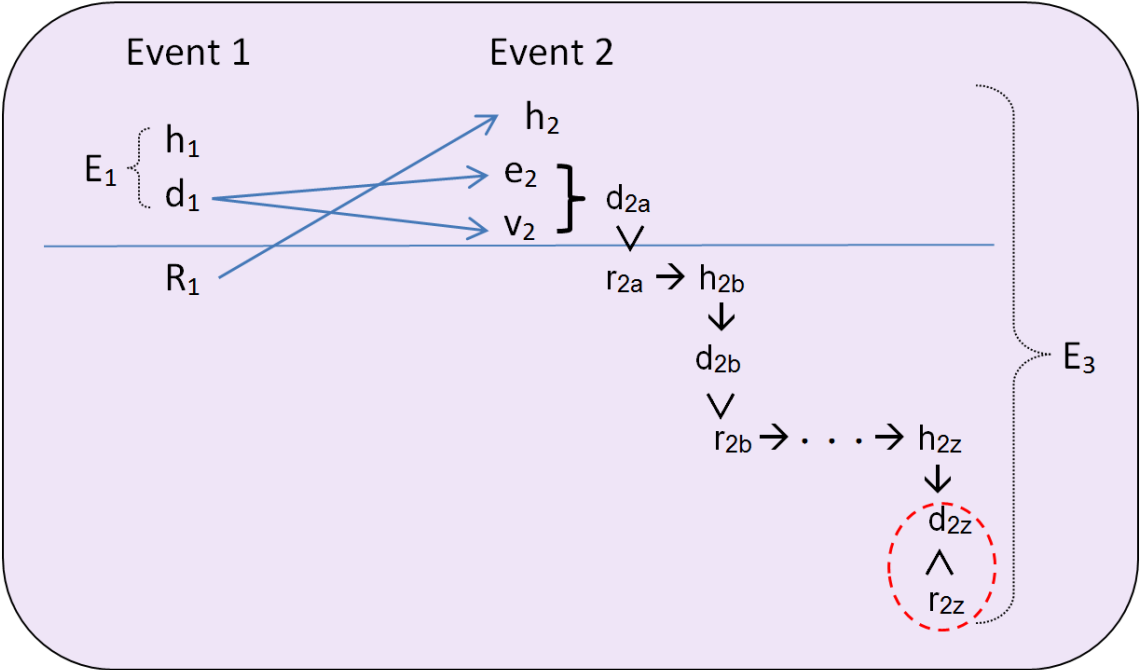 Event 1 Event 2
h₂
h₁
E₁
e₂
d₁
d₂ₐ
v₂
R₁
r₂ₐ → h₂b
d₂b
r₂b → . . . → h₂z
E₃
d₂z
r₂z